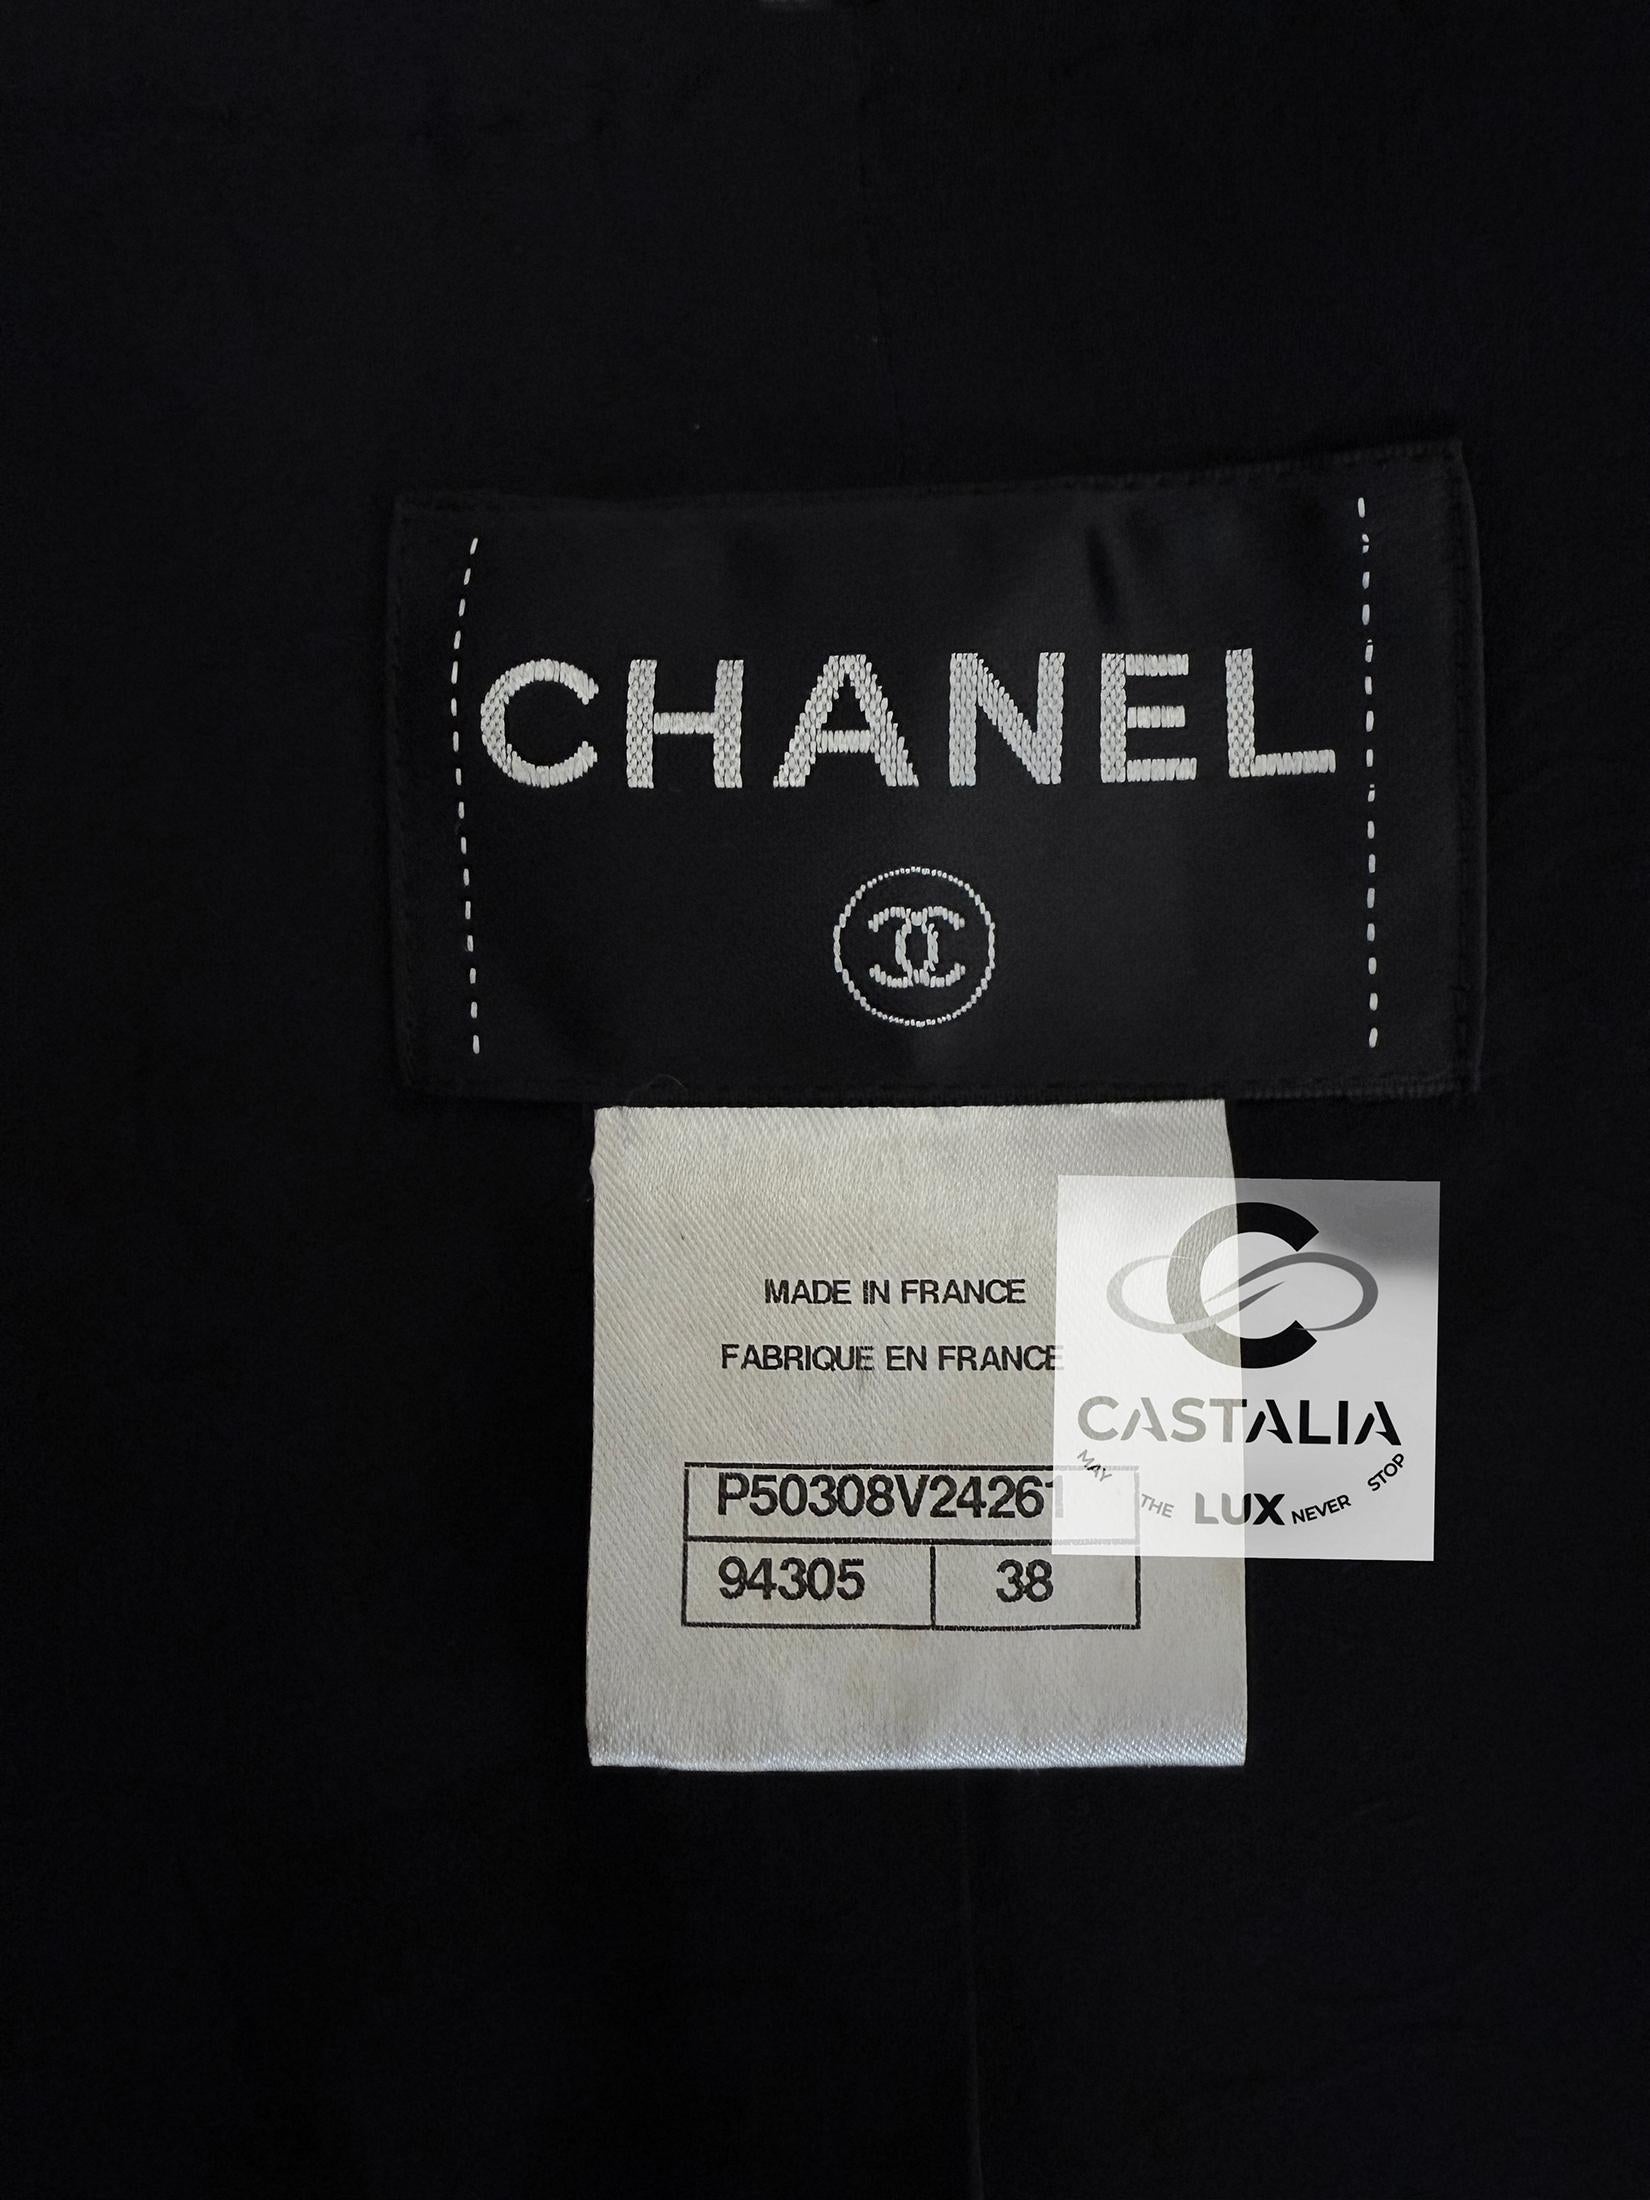 CHANEL
MADE IN FRANCE
FABRIQUE EN FRANCE
P50308V24261
94305 38
CASTALIA
MAY THE LUX NEVER STOP